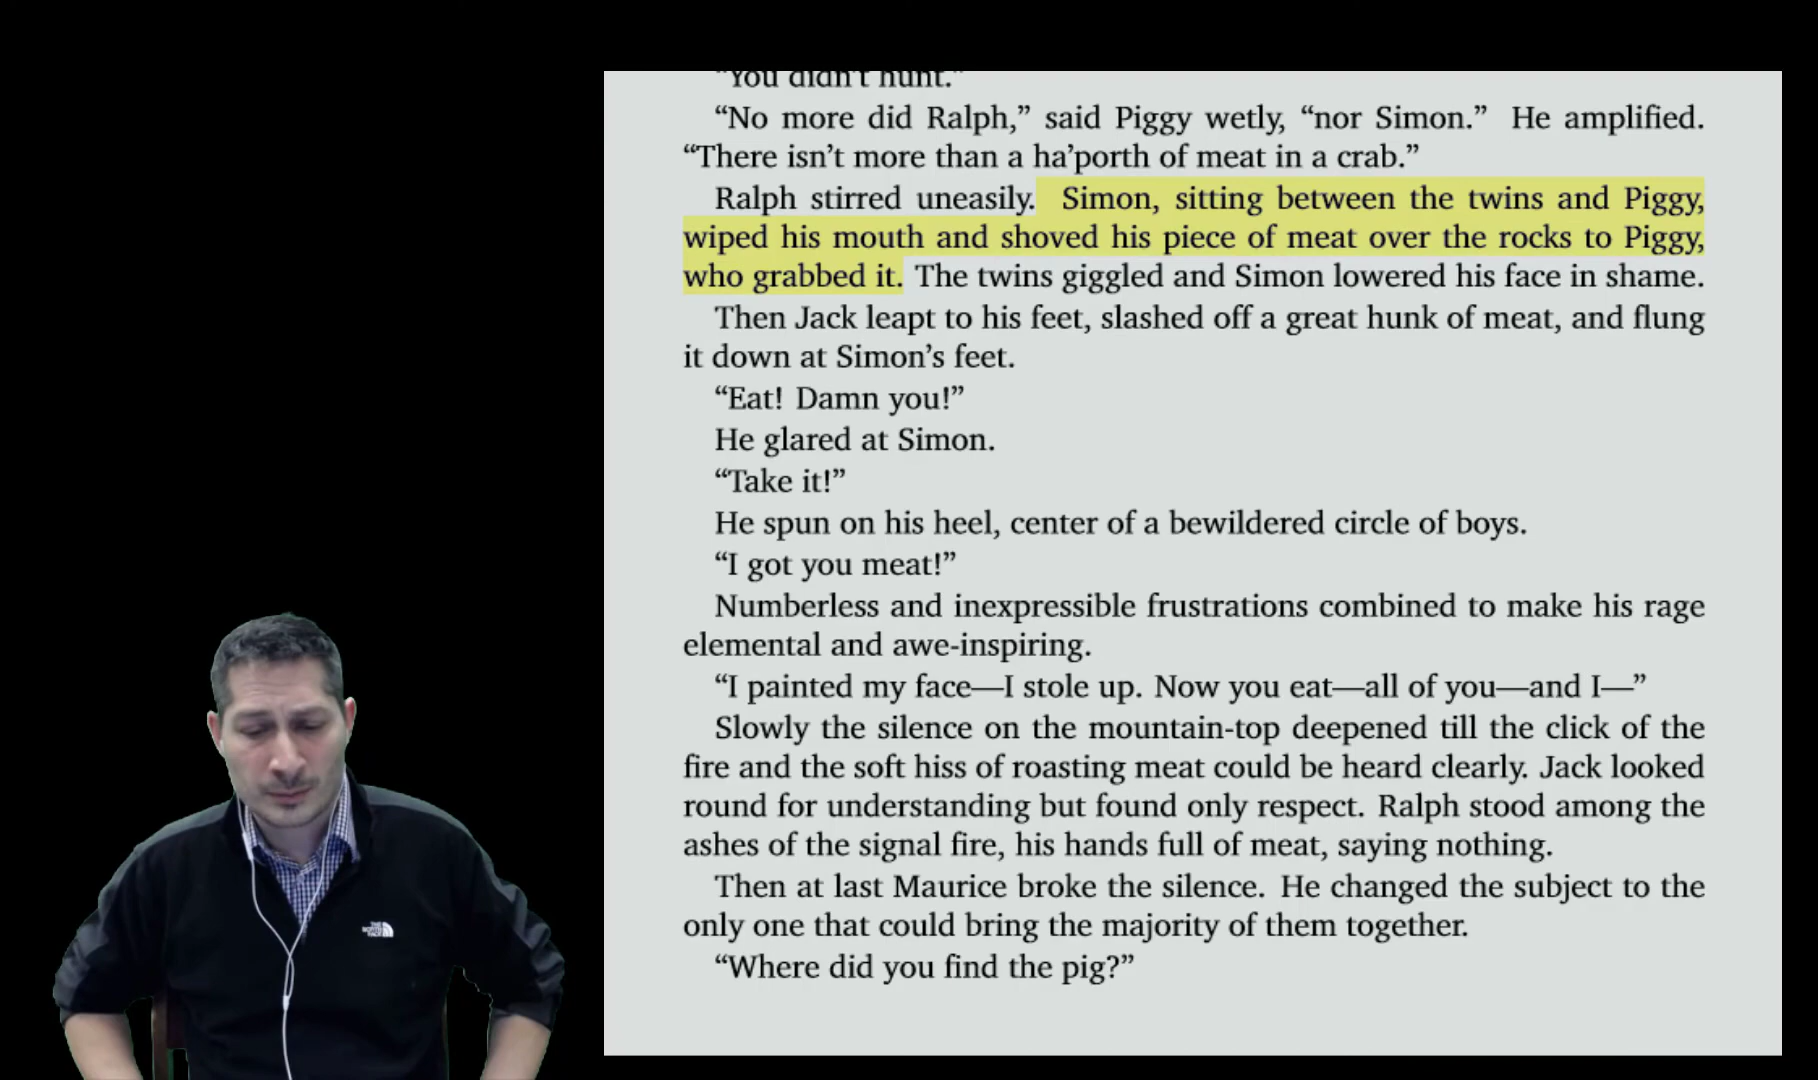 “You didn’t hunt.”
“No more did Ralph,” said Piggy wetly, “nor Simon.” He amplified.
“There isn’t more than a ha’porth of meat in a crab.”
Ralph stirred uneasily. Simon, sitting between the twins and Piggy,
wiped his mouth and shoved his piece of meat over the rocks to Piggy,
who grabbed it. The twins giggled and Simon lowered his face in shame.
Then Jack leapt to his feet, slashed off a great hunk of meat, and flung
it down at Simon’s feet.
“Eat! Damn you!”
He glared at Simon.
“Take it!”
He spun on his heel, center of a bewildered circle of boys.
“I got you meat!”
Numberless and inexpressible frustrations combined to make his rage
elemental and awe-inspiring.
“I painted my face—I stole up. Now you eat—all of you—and I—”
Slowly the silence on the mountain-top deepened till the click of the
fire and the soft hiss of roasting meat could be heard clearly. Jack looked
round for understanding but found only respect. Ralph stood among the
ashes of the signal fire, his hands full of meat, saying nothing.
Then at last Maurice broke the silence. He changed the subject to the
only one that could bring the majority of them together.
“Where did you find the pig?”
THE
NORTH
FACE